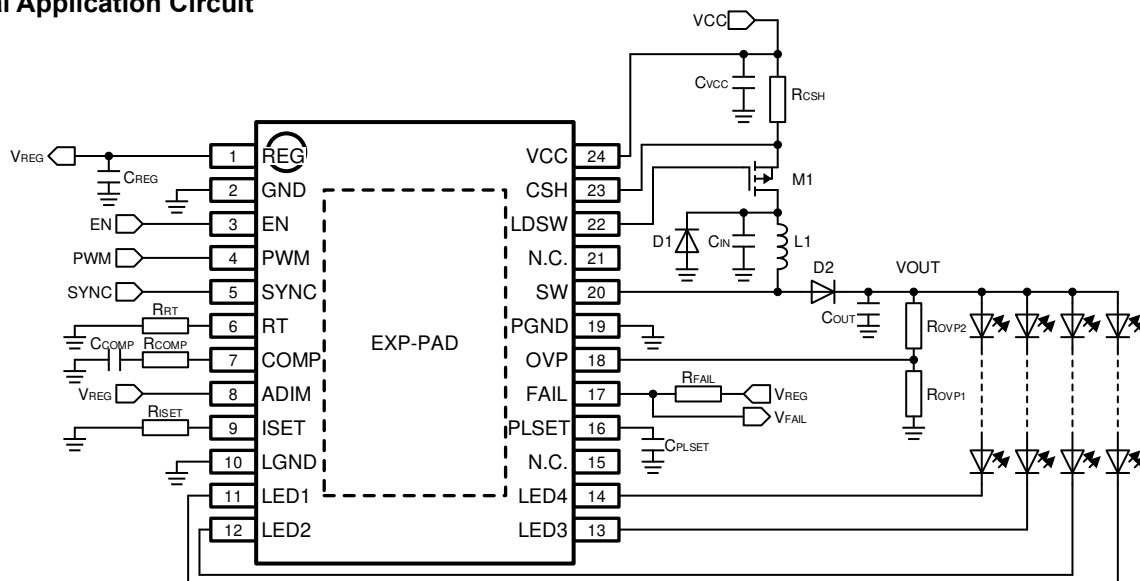 al Application Circuit
VCC
CVCC
RCSH
VREG
CREG
1 REG
2 GND
EN 3 EN
PWM 4 PWM
SYNC 5 SYNC
RRT
6 RT
CCOMP RCOMP
7 COMP
VREG 8 ADIM
RISET
9 ISET
10 LGND
11 LED1
12 LED2
EXP-PAD
VCC 24
CSH 23
LDSW 22
N.C. 21
SW 20
PGND 19
OVP 18
FAIL 17
PLSET 16
N.C. 15
LED4 14
LED3 13
M1
D1
CIN
L1
D2
VOUT
COUT
ROVP2
ROVP1
RFAIL
VREG
VFAIL
CPLSET